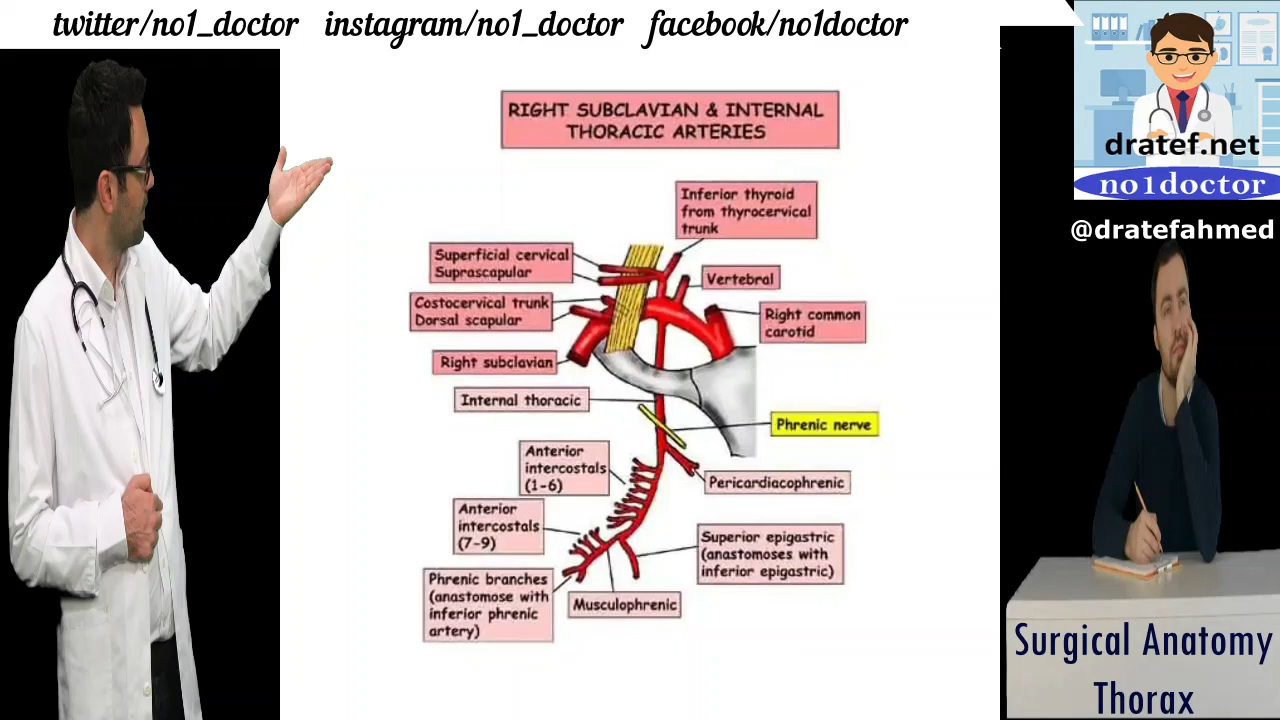 twitter/no1_doctor instagram/no1_doctor facebook/no1doctor
dratef.net
no1doctor
@dratefahmed
RIGHT SUBCLAVIAN & INTERNAL
THORACIC ARTERIES
Inferior thyroid
from thyrocervical
trunk
Superficial cervical
Suprascapular
Vertebral
Costocervical trunk
Dorsal scapular
Right common
carotid
Right subclavian
Internal thoracic
Phrenic nerve
Anterior
intercostals
(1-6)
Pericardiacophrenic
Anterior
intercostals
(7-9)
Superior epigastric
(anastomoses with
inferior epigastric)
Phrenic branches
(anastomose with
inferior phrenic
artery)
Musculophrenic
Surgical Anatomy
Thorax